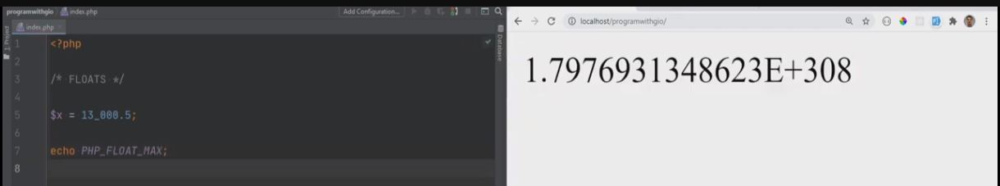 programwithgio index.php
Add Configuration...
index.php
1: Project
Database
1 <?php
2
3 /* FLOATS */
4
5 $x = 13_000.5;
6
7 echo PHP_FLOAT_MAX;
8
localhost/programwithgio/
1.7976931348623E+308